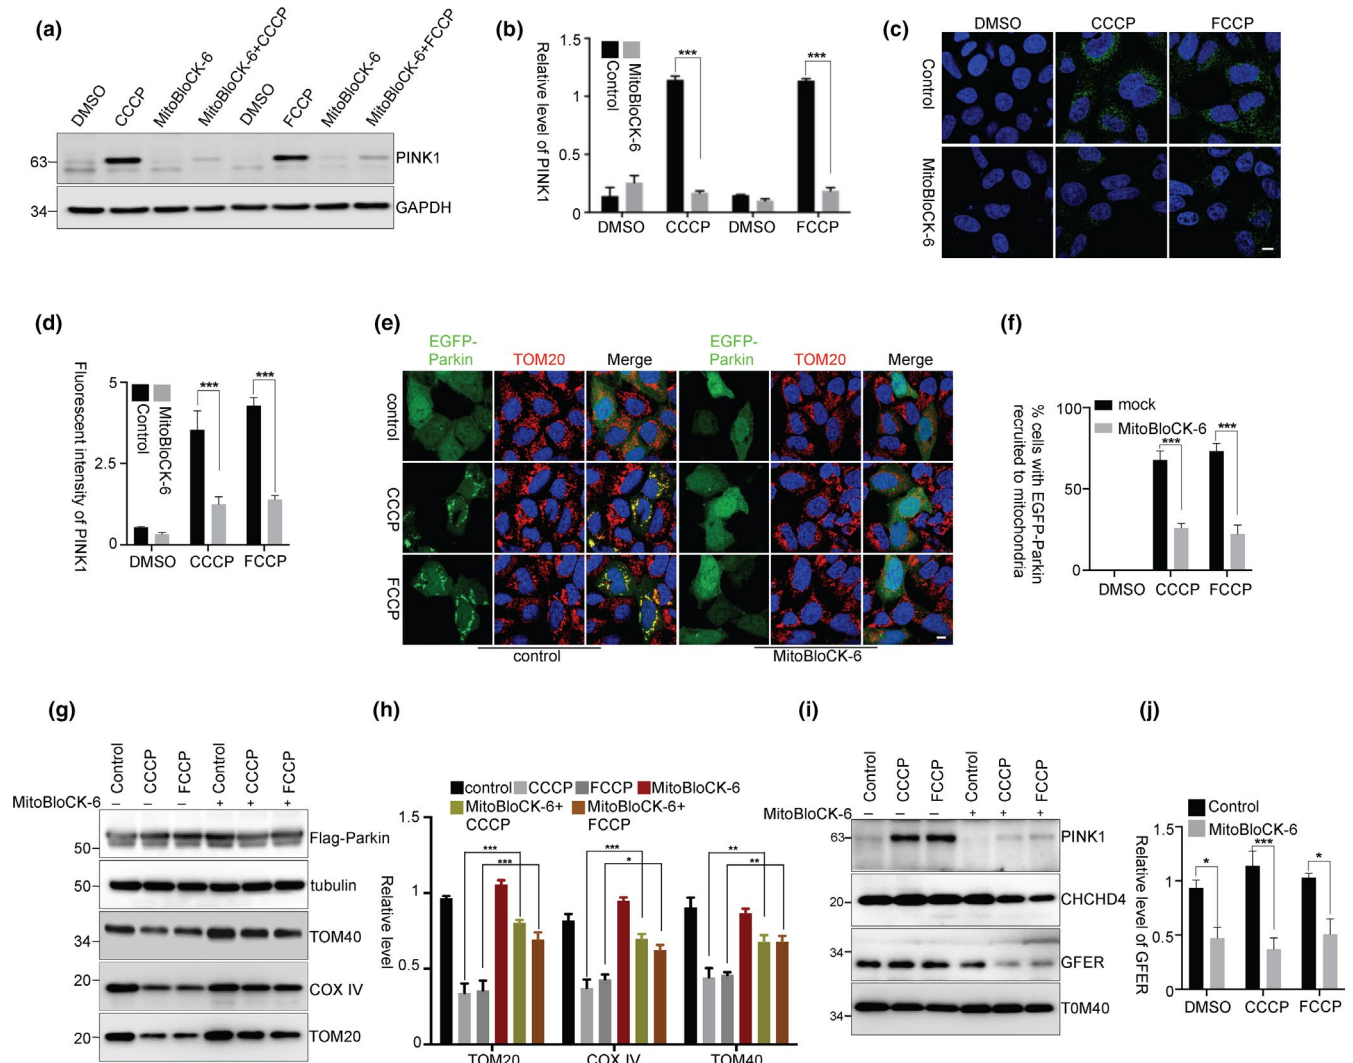 (a)
DMSO
CCCP
MitoBloCK-6
MitoBloCK-6+CCCP
DMSO
FCCP
MitoBloCK-6
MitoBloCK-6+FCCP
63
PINK1
34
GAPDH
(b)
Relative level of PINK1
1.5
1
0.5
0
Control
MitoBloCK-6
***
***
DMSO CCCP DMSO FCCP
(c)
DMSO CCCP FCCP
Control
MitoBloCK-6
(d)
Fluorescent intensity of PINK1
5
2.5
0
Control
MitoBloCK-6
***
***
DMSO CCCP FCCP
(e)
EGFP-
Parkin
TOM20
Merge
EGFP-
Parkin
TOM20
Merge
control
CCCP
FCCP
control
MitoBloCK-6
(f)
% cells with EGFP-Parkin
recruited to mitochondria
100
50
0
mock
MitoBloCK-6
***
***
DMSO CCCP FCCP
(g)
Control
CCCP
FCCP
Control
CCCP
FCCP
MitoBloCK-6 – – – + + +
50
Flag-Parkin
50
tubulin
34
TOM40
20
COX IV
20
TOM20
(h)
control CCCP FCCP MitoBloCK-6
MitoBloCK-6+
CCCP
MitoBloCK-6+
FCCP
Relative level
1.5
1
0.5
0
***
***
***
*
**
**
TOM20 COX IV TOM40
(i)
Control
CCCP
FCCP
Control
CCCP
FCCP
MitoBloCK-6 – – – + + +
63
PINK1
20
CHCHD4
34
GFER
34
T0M40
(j)
Control
MitoBloCK-6
Relative level of GFER
1.5
1
0.5
0
*
***
*
DMSO CCCP FCCP